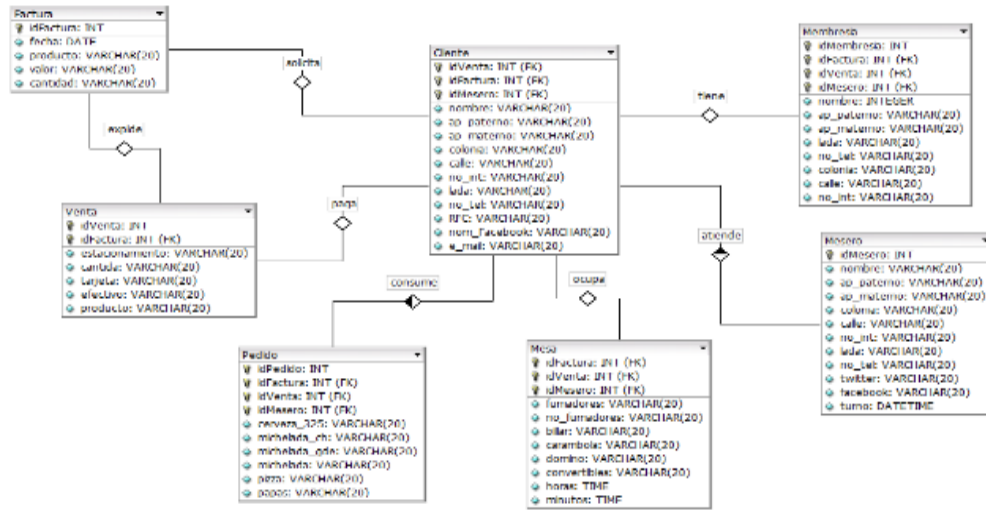 Factura
idFactura: INT
fecha: DATE
producto: VARCHAR(20)
valor: VARCHAR(20)
cantidad: VARCHAR(20)
solicita
expide
Venta
idVenta: INT
idFactura: INT (FK)
estacionamento: VARCHAR(20)
cantida: VARCHAR(20)
tarjeta: VARCHAR(20)
efectivo: VARCHAR(20)
producto: VARCHAR(20)
paga
Cliente
idVenta: INT (FK)
idFactura: INT (FK)
idMesero: INT (FK)
nombre: VARCHAR(20)
ap_paterno: VARCHAR(20)
ap_materno: VARCHAR(20)
colonia: VARCHAR(20)
calle: VARCHAR(20)
no_int: VARCHAR(20)
lada: VARCHAR(20)
no_tel: VARCHAR(20)
RFC: VARCHAR(20)
nom_Facebook: VARCHAR(20)
e_mail: VARCHAR(20)
tiene
Membresia
idMembresia: INT
idFactura: INT (FK)
idVenta: INT (FK)
idMesero: INT (FK)
nombre: INTEGER
ap_paterno: VARCHAR(20)
ap_materno: VARCHAR(20)
lada: VARCHAR(20)
no_tel: VARCHAR(20)
colonia: VARCHAR(20)
calle: VARCHAR(20)
no_int: VARCHAR(20)
atiende
Mesero
idMesero: INT
nombre: VARCHAR(20)
ap_paterno: VARCHAR(20)
ap_materno: VARCHAR(20)
colonia: VARCHAR(20)
calle: VARCHAR(20)
no_int: VARCHAR(20)
lada: VARCHAR(20)
no_tel: VARCHAR(20)
twitter: VARCHAR(20)
facebook: VARCHAR(20)
turno: DATETIME
consume
ocupa
Pedido
idPedido: INT
idFactura: INT (FK)
idVenta: INT (FK)
idMesero: INT (FK)
cerveza_325: VARCHAR(20)
michelada_ch: VARCHAR(20)
michelada_gde: VARCHAR(20)
michelada: VARCHAR(20)
pizza: VARCHAR(20)
papas: VARCHAR(20)
Mesa
idFactura: INT (FK)
idVenta: INT (FK)
idMesero: INT (FK)
fumadores: VARCHAR(20)
no_fumadores: VARCHAR(20)
billar: VARCHAR(20)
carambola: VARCHAR(20)
domino: VARCHAR(20)
convertibles: VARCHAR(20)
horas: TIME
minutos: TIME